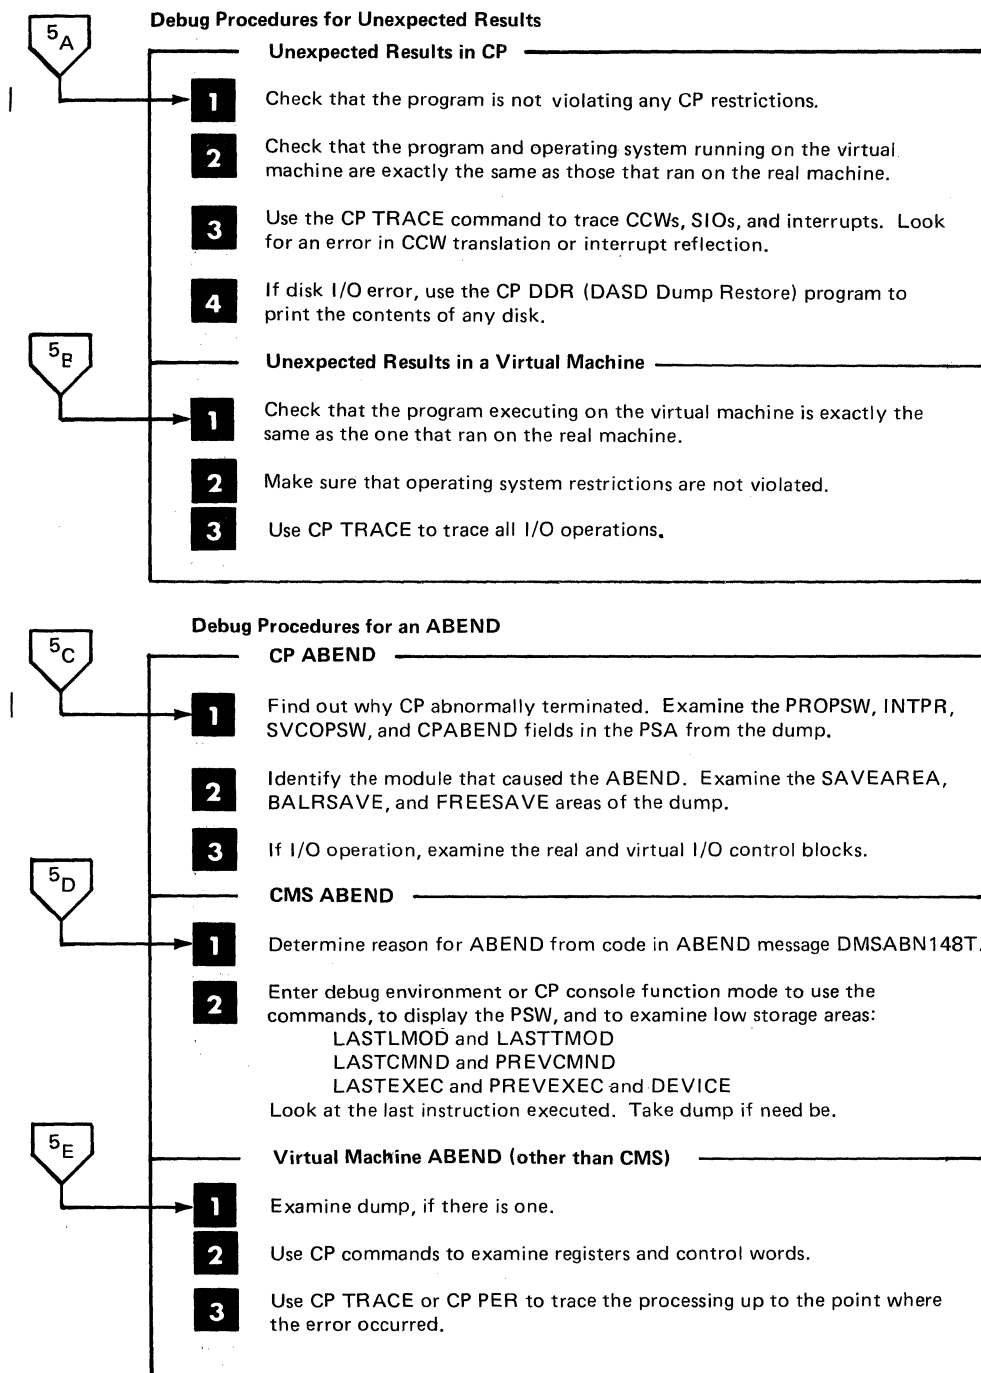 Debug Procedures for Unexpected Results
5A
Unexpected Results in CP
1 Check that the program is not violating any CP restrictions.
2 Check that the program and operating system running on the virtual
machine are exactly the same as those that ran on the real machine.
3 Use the CP TRACE command to trace CCWs, SIOs, and interrupts. Look
for an error in CCW translation or interrupt reflection.
4 If disk I/O error, use the CP DDR (DASD Dump Restore) program to
print the contents of any disk.
5B
Unexpected Results in a Virtual Machine
1 Check that the program executing on the virtual machine is exactly the
same as the one that ran on the real machine.
2 Make sure that operating system restrictions are not violated.
3 Use CP TRACE to trace all I/O operations.
Debug Procedures for an ABEND
5C
CP ABEND
1 Find out why CP abnormally terminated. Examine the PROPSW, INTPR,
SVCOPSW, and CPABEND fields in the PSA from the dump.
2 Identify the module that caused the ABEND. Examine the SAVEAREA,
BALRSAVE, and FREESAVE areas of the dump.
3 If I/O operation, examine the real and virtual I/O control blocks.
5D
CMS ABEND
1 Determine reason for ABEND from code in ABEND message DMSABN148T.
2 Enter debug environment or CP console function mode to use the
commands, to display the PSW, and to examine low storage areas:
LASTLMOD and LASTTMOD
LASTCMND and PREVCMND
LASTEXEC and PREVEXEC and DEVICE
Look at the last instruction executed. Take dump if need be.
5E
Virtual Machine ABEND (other than CMS)
1 Examine dump, if there is one.
2 Use CP commands to examine registers and control words.
3 Use CP TRACE or CP PER to trace the processing up to the point where
the error occurred.